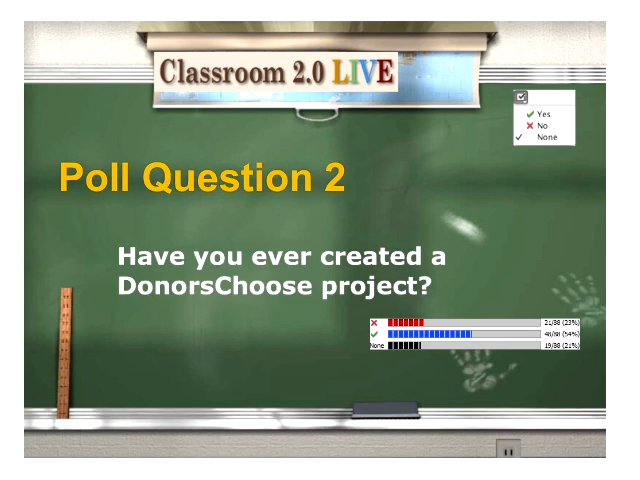 Classroom 2.0 LIVE
Yes
No
None
Poll Question 2
Have you ever created a
DonorsChoose project?
21/88 (23%)
48/88 (54%)
None 19/88 (21%)